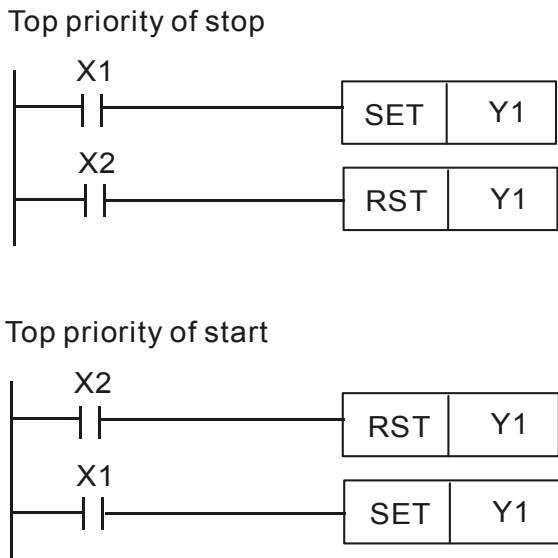 Top priority of stop
X1
SET Y1
X2
RST Y1
Top priority of start
X2
RST Y1
X1
SET Y1